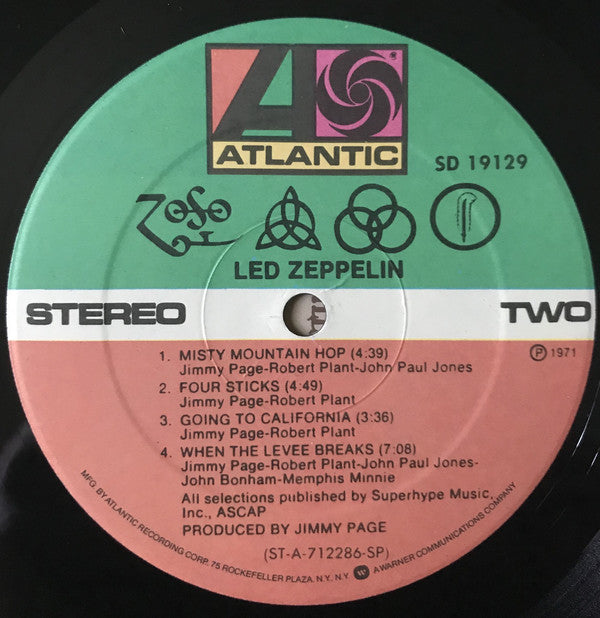 ATLANTIC
SD 19129
LED ZEPPELIN
STEREO
TWO
℗ 1971
1. MISTY MOUNTAIN HOP (4:39)
Jimmy Page-Robert Plant-John Paul Jones
2. FOUR STICKS (4:49)
Jimmy Page-Robert Plant
3. GOING TO CALIFORNIA (3:36)
Jimmy Page-Robert Plant
4. WHEN THE LEVEE BREAKS (7:08)
Jimmy Page-Robert Plant-John Paul Jones-
John Bonham-Memphis Minnie
All selections published by Superhype Music,
Inc., ASCAP
PRODUCED BY JIMMY PAGE
(ST-A-712286-SP)
MFG. BY ATLANTIC RECORDING CORP. 75 ROCKEFELLER PLAZA, N.Y. N.Y. A WARNER COMMUNICATIONS COMPANY